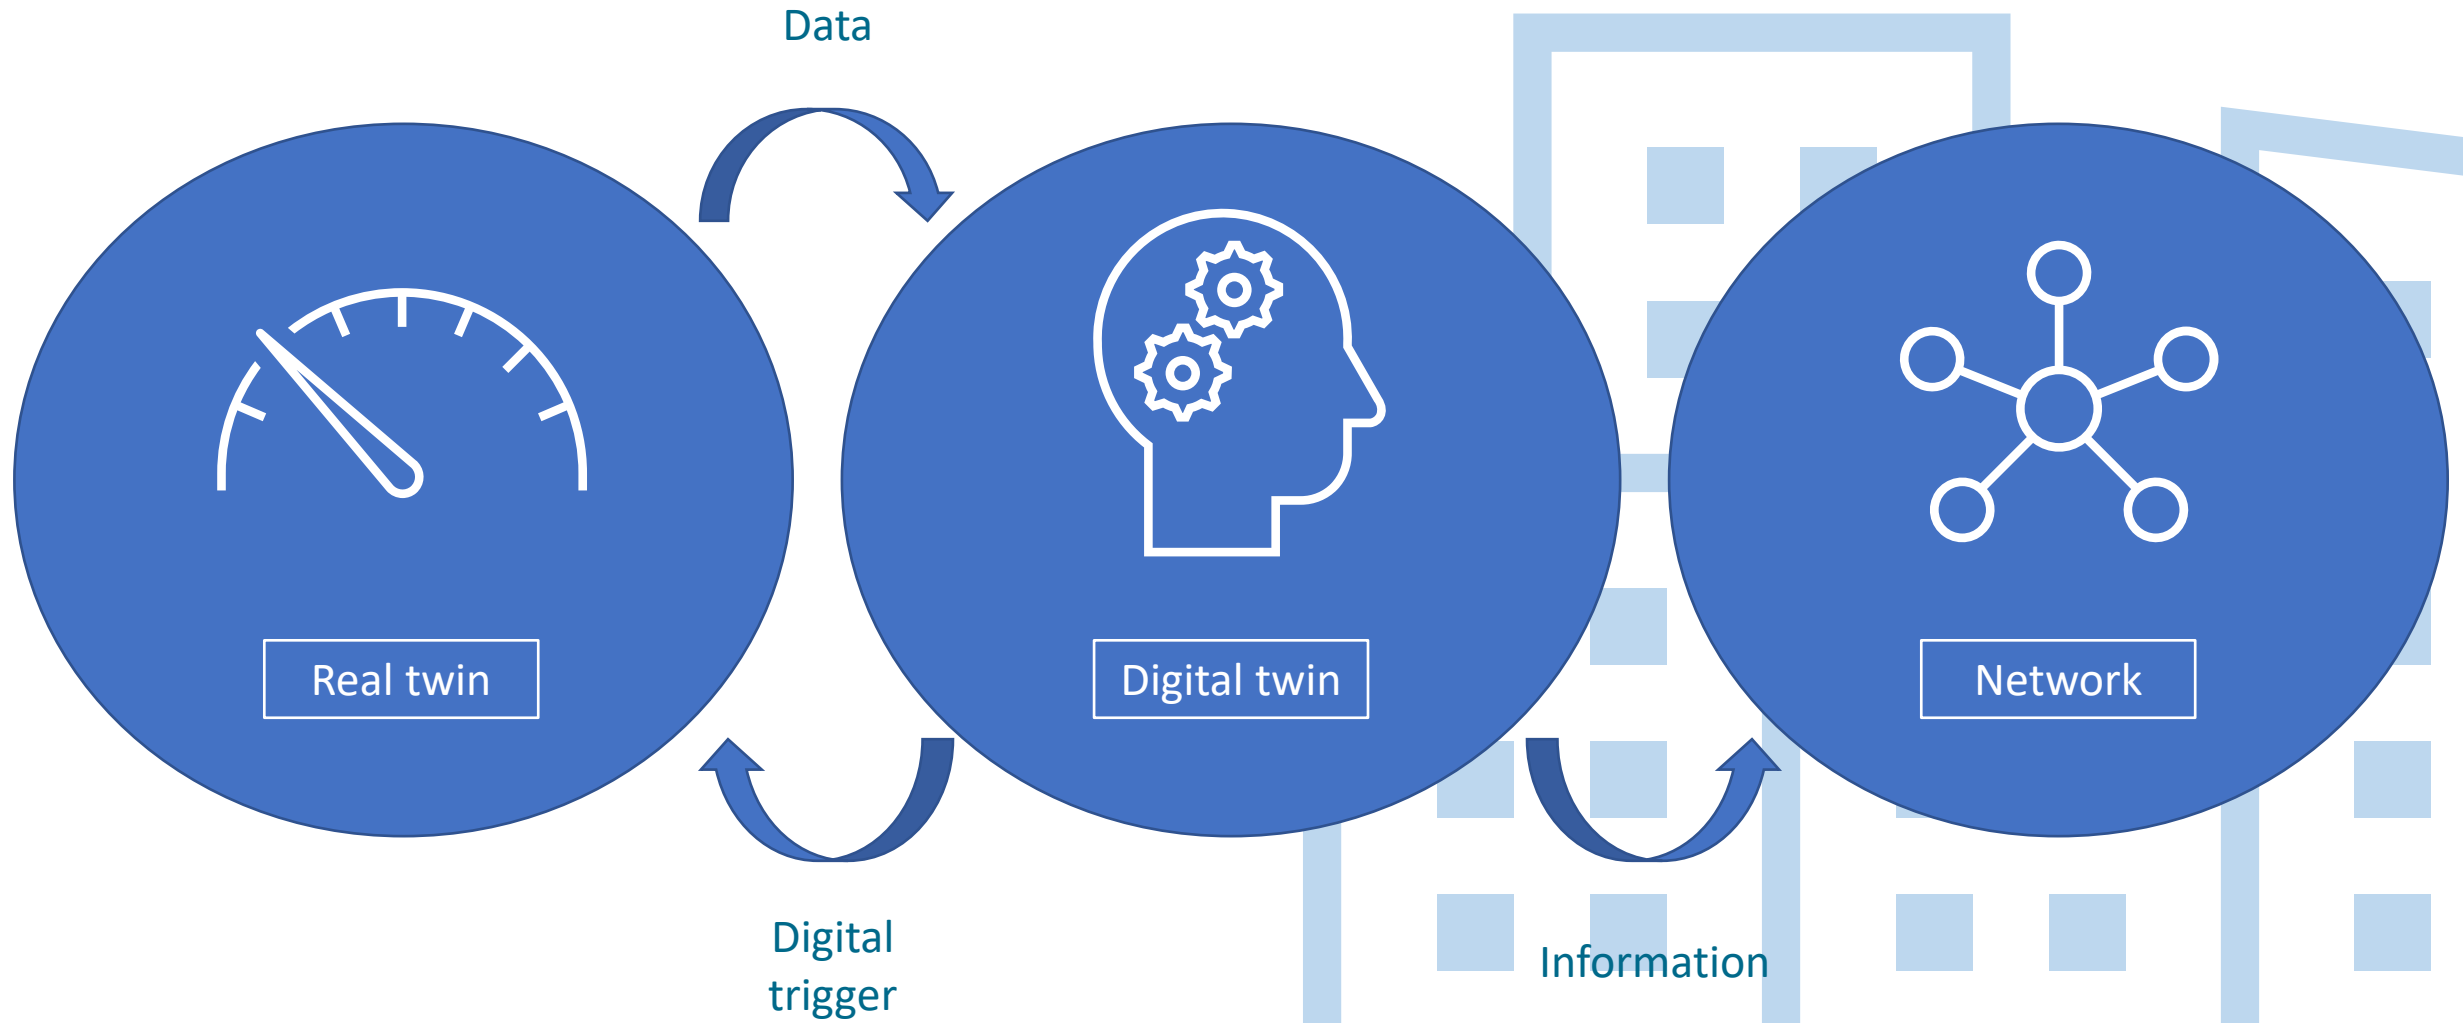 Data
Real twin
Digital twin
Network
Digital
trigger
Information